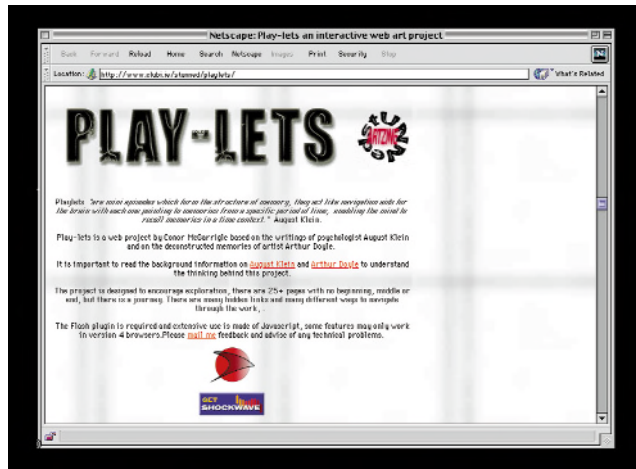 Netscape: Play-lets an interactive web art project
Back Forward Reload Home Search Netscape Images Print Security Stop
Location: http://www.clubi.ie/stunned/playlets/ What's Related
PLAY-LETS
stunned
ARTZINE
Playlets "are mini episodes which form the structure of memory, they act like navigation aids for
the brain with each one pointing to memories from a specific period of time, enabling the mind to
recall memories in a time context." August Klein.
Play-lets is a web project by Conor McGarrigle based on the writings of psychologist August Klein
and on the deconstructed memories of artist Arthur Doyle.
It is important to read the background information on August Klein and Arthur Doyle to understand
the thinking behind this project.
The project is designed to encourage exploration, there are 25+ pages with no beginning, middle or
end, but there is a journey. There are many hidden links and many different ways to navigate
through the work, .
The Flash plugin is required and extensive use is made of Javascript, some features may only work
in version 4 browsers.Please mail me feedback and advise of any technical problems.
GET
SHOCKWAVE